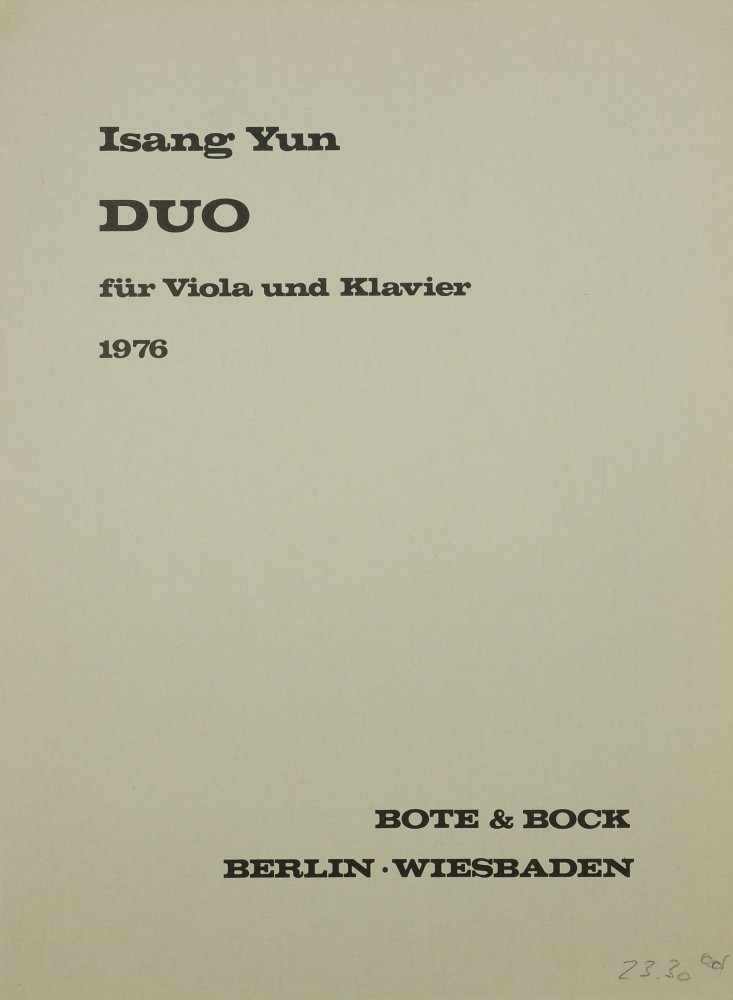 Isang Yun
DUO
für Viola und Klavier
1976
BOTE & BOCK
BERLIN · WIESBADEN
23.30